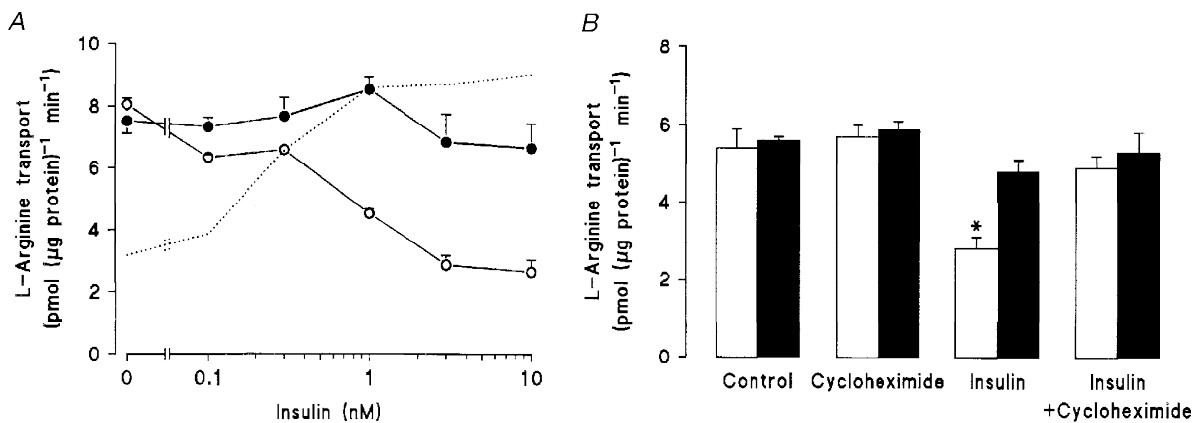 A
L-Arginine transport
pmol (µg protein)⁻¹ min⁻¹)
10
8
6
4
2
0
0
0.1
1
10
Insulin (nM)
B
L-Arginine transport
(pmol (µg protein)⁻¹ min⁻¹)
8
6
4
2
0
*
Control
Cycloheximide
Insulin
Insulin
+Cycloheximide